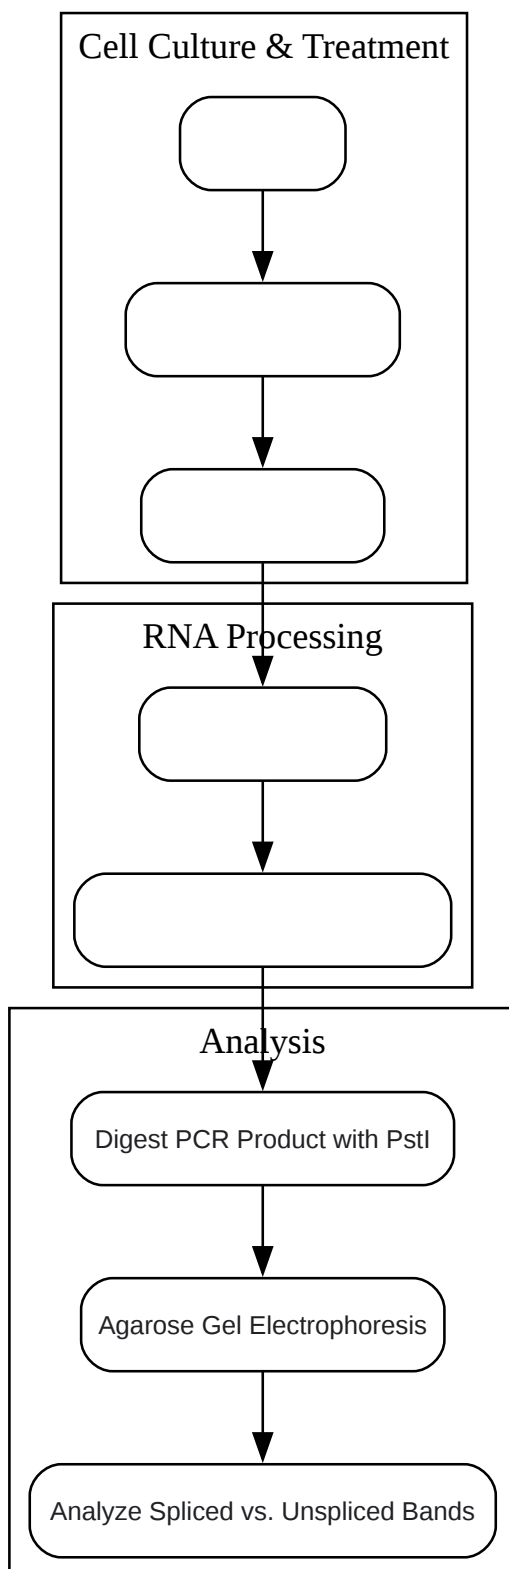 Cell Culture & Treatment
RNA Processing
Analysis
Digest PCR Product with PstI
Agarose Gel Electrophoresis
Analyze Spliced vs. Unspliced Bands